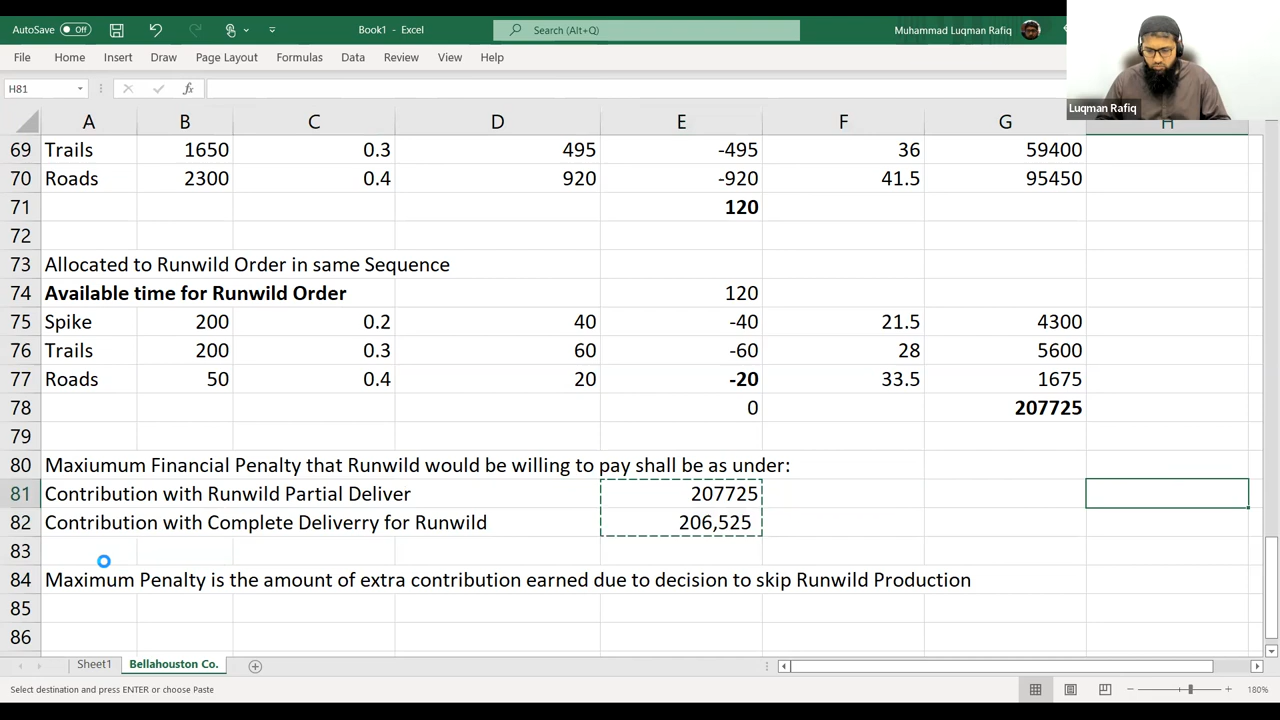 AutoSave Off Book1 - Excel Search (Alt+Q) Muhammad Luqman Rafiq
File Home Insert Draw Page Layout Formulas Data Review View Help
Luqman Rafiq
H81 fx
A B C D E F G H
69 Trails 1650 0.3 495 -495 36 59400
70 Roads 2300 0.4 920 -920 41.5 95450
71 120
72
73 Allocated to Runwild Order in same Sequence
74 Available time for Runwild Order 120
75 Spike 200 0.2 40 -40 21.5 4300
76 Trails 200 0.3 60 -60 28 5600
77 Roads 50 0.4 20 -20 33.5 1675
78 0 207725
79
80 Maxiumum Financial Penalty that Runwild would be willing to pay shall be as under:
81 Contribution with Runwild Partial Deliver 207725
82 Contribution with Complete Deliverry for Runwild 206,525
83
84 Maximum Penalty is the amount of extra contribution earned due to decision to skip Runwild Production
85
86
Sheet1 Bellahouston Co.
Select destination and press ENTER or choose Paste 180%